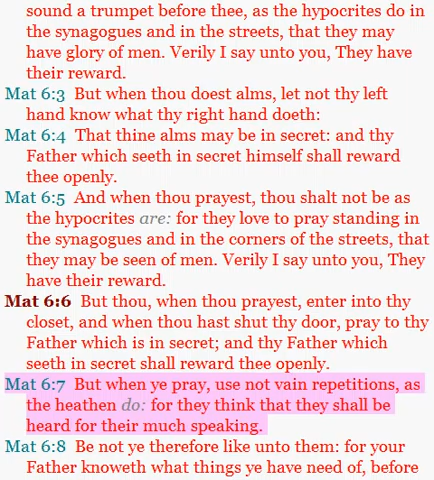 sound a trumpet before thee, as the hypocrites do in
the synagogues and in the streets, that they may
have glory of men. Verily I say unto you, They have
their reward.
Mat 6:3 But when thou doest alms, let not thy left
hand know what thy right hand doeth:
Mat 6:4 That thine alms may be in secret: and thy
Father which seeth in secret himself shall reward
thee openly.
Mat 6:5 And when thou prayest, thou shalt not be as
the hypocrites are: for they love to pray standing in
the synagogues and in the corners of the streets, that
they may be seen of men. Verily I say unto you, They
have their reward.
Mat 6:6 But thou, when thou prayest, enter into thy
closet, and when thou hast shut thy door, pray to thy
Father which is in secret; and thy Father which
seeth in secret shall reward thee openly.
Mat 6:7 But when ye pray, use not vain repetitions, as
the heathen do: for they think that they shall be
heard for their much speaking.
Mat 6:8 Be not ye therefore like unto them: for your
Father knoweth what things ye have need of, before